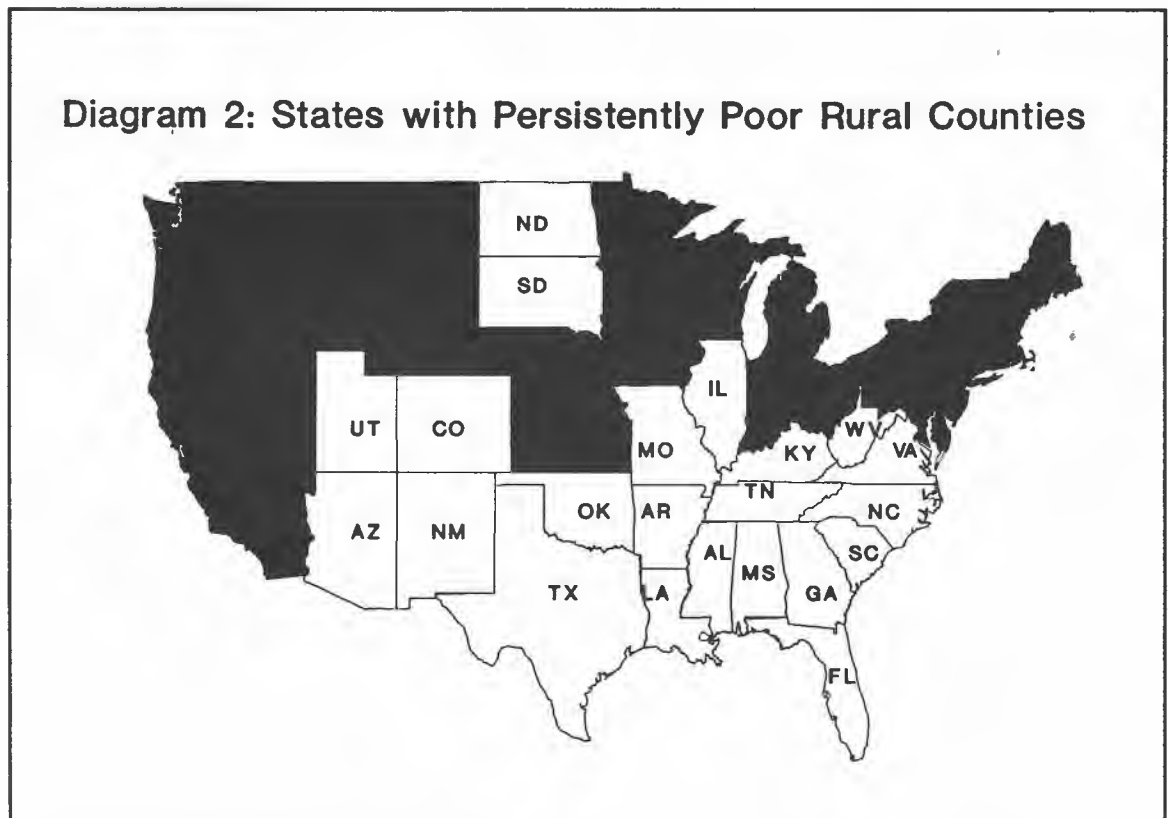 Diagram 2: States with Persistently Poor Rural Counties
ND
SD
IL
UT
CO
MO
WV
KY
VA
TN
OK
AR
NC
AZ
NM
AL
SC
MS
TX
LA
GA
FL